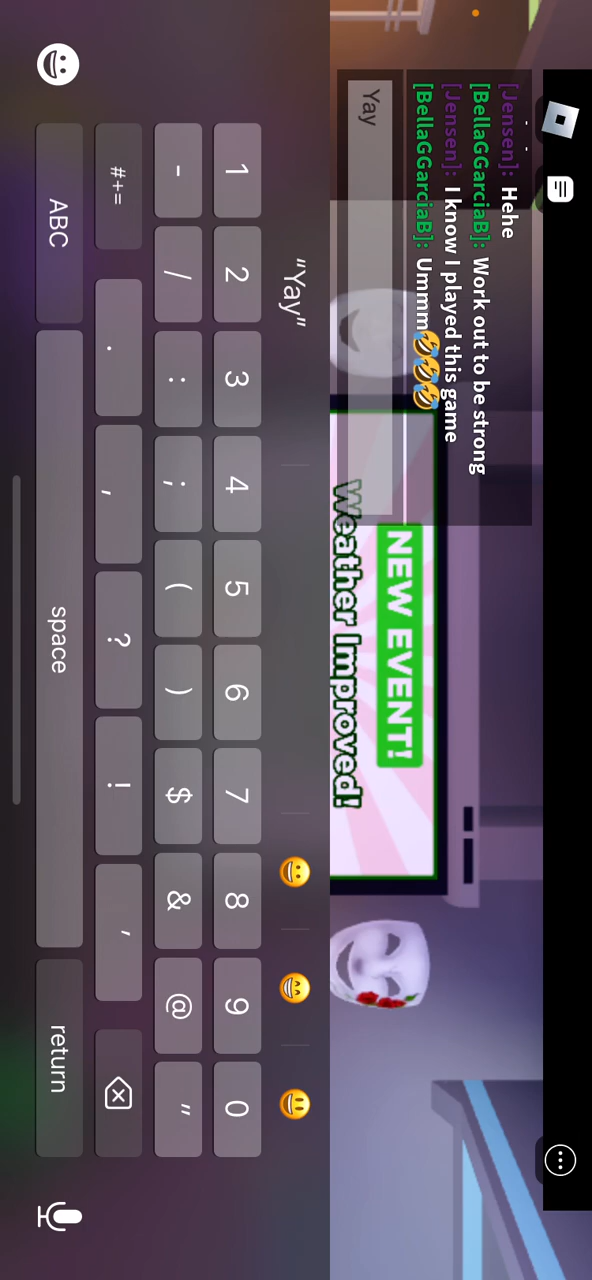 [Jensen]: Hehe
[BellaGGarciaB]: Work out to be strong
[Jensen]: I know I played this game
[BellaGGarciaB]: Ummm🤣🤣🤣
Yay
NEW EVENT!
Weather Improved!
“Yay”
😀
😄
😃
1 2 3 4 5 6 7 8 9 0
- / : ; ( ) $ & @ "
#+= . , ? ! '
ABC space return